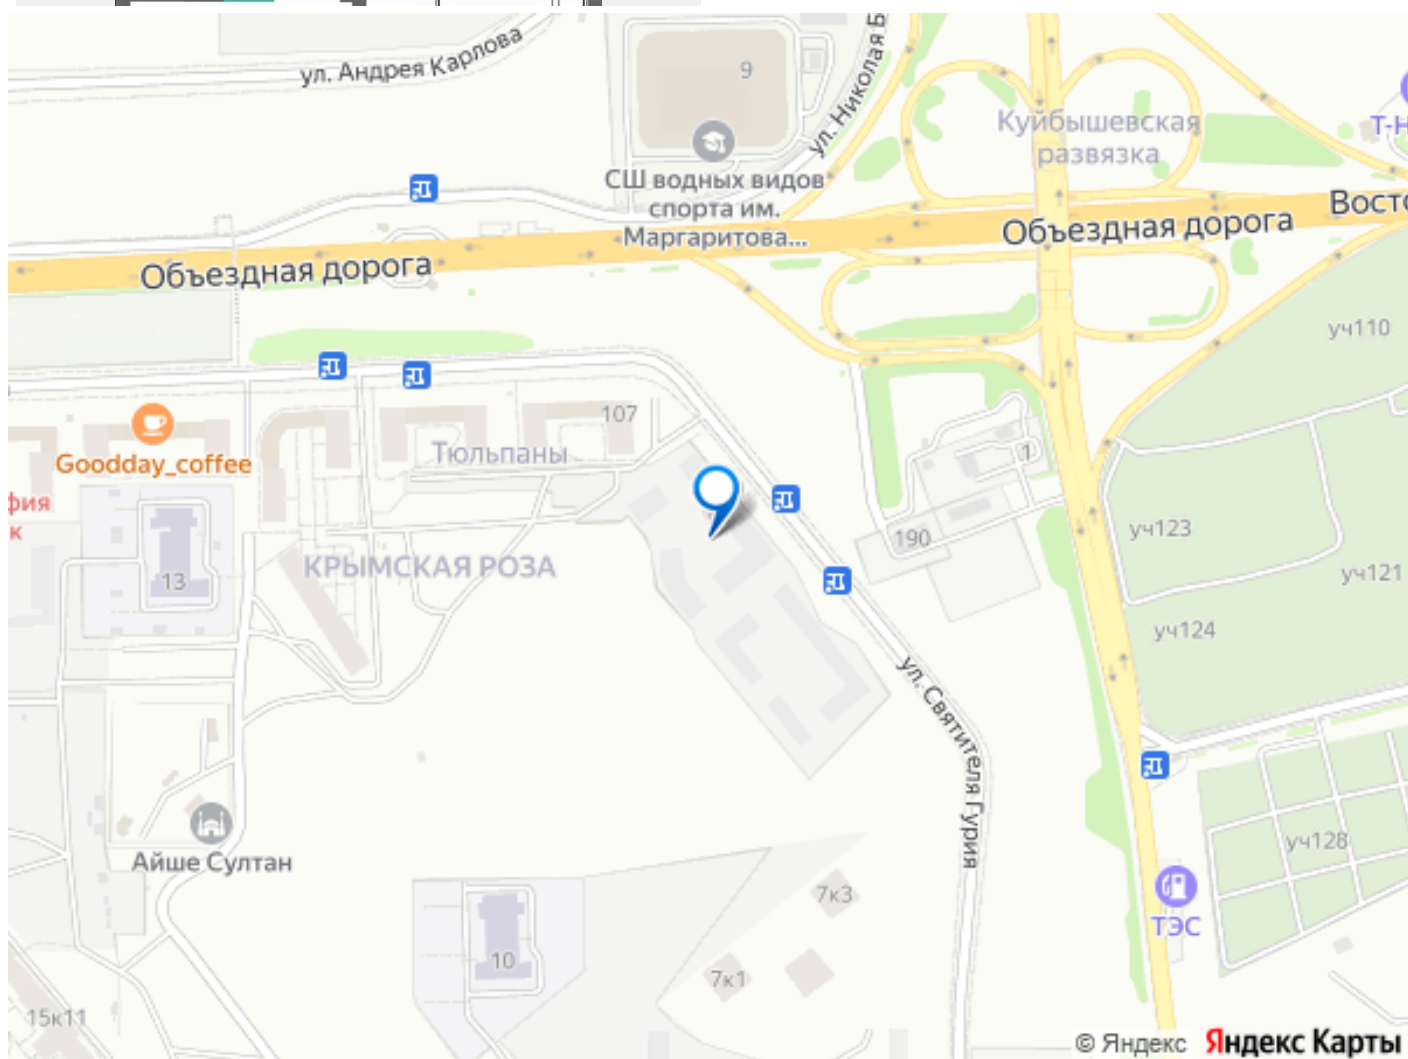 ул. Андрея Карлова
9
ул. Николая Б
Куйбышевская
развязка
Т-Н
СШ водных видов
спорта им.
Маргаритова...
Восто
Объездная дорога
Объездная дорога
уч110
107
Goodday_coffee
Тюльпаны
1
фия
к
190
уч123
КРЫМСКАЯ РОЗА
13
уч121
уч124
ул. Святителя Гурия
Айше Султан
уч128
7к3
ТЭС
10
7к1
15к11
© Яндекс Яндекс Карты